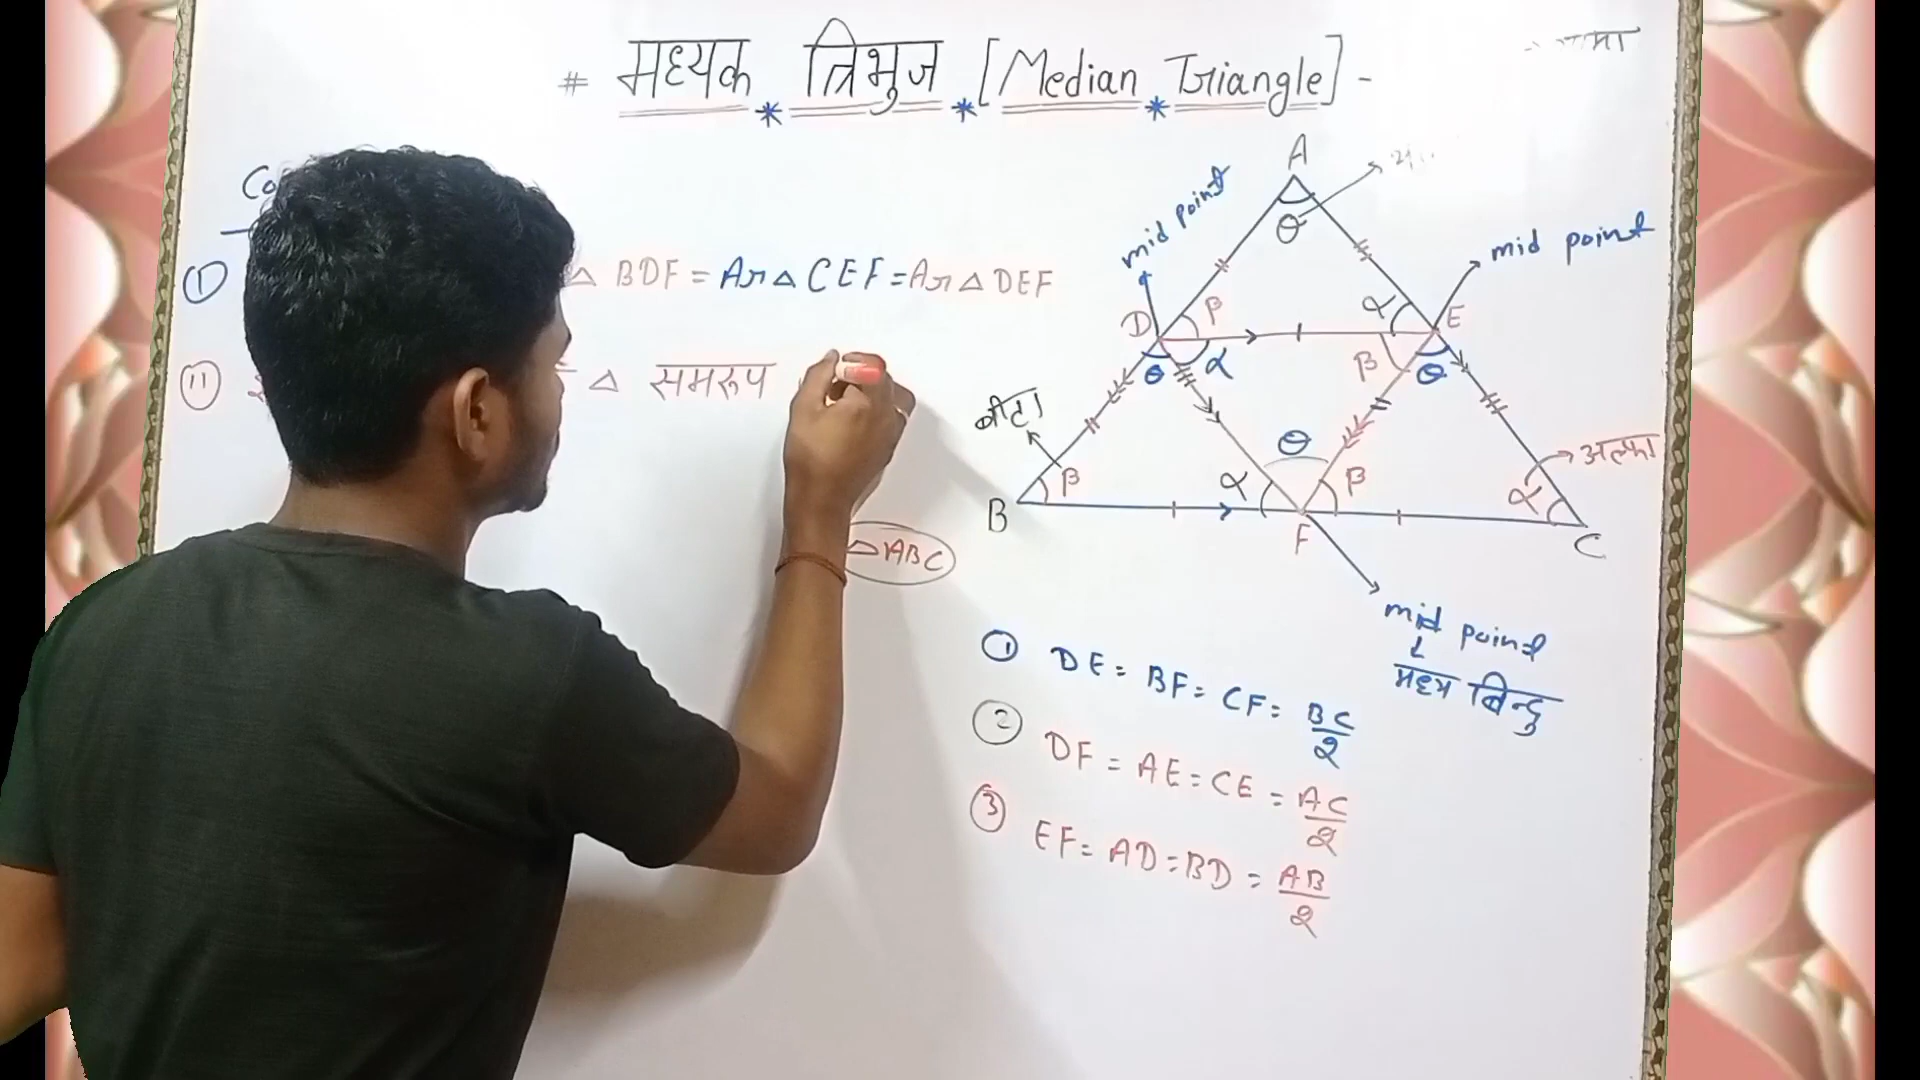 # मध्यक त्रिभुज [Median Triangle] -
Co
① △ BDF = Ar △ CEF = Ar △ DEF
(ii) △ समरूप
△ABC
A
θ
mid point
mid point
D β α E
θ α β θ
बीटा
θ
B β α F β α C
अल्फा
mid point
मध्य बिन्दु
① DE = BF = CF = BC/2
② DF = AE = CE = AC/2
③ EF = AD = BD = AB/2